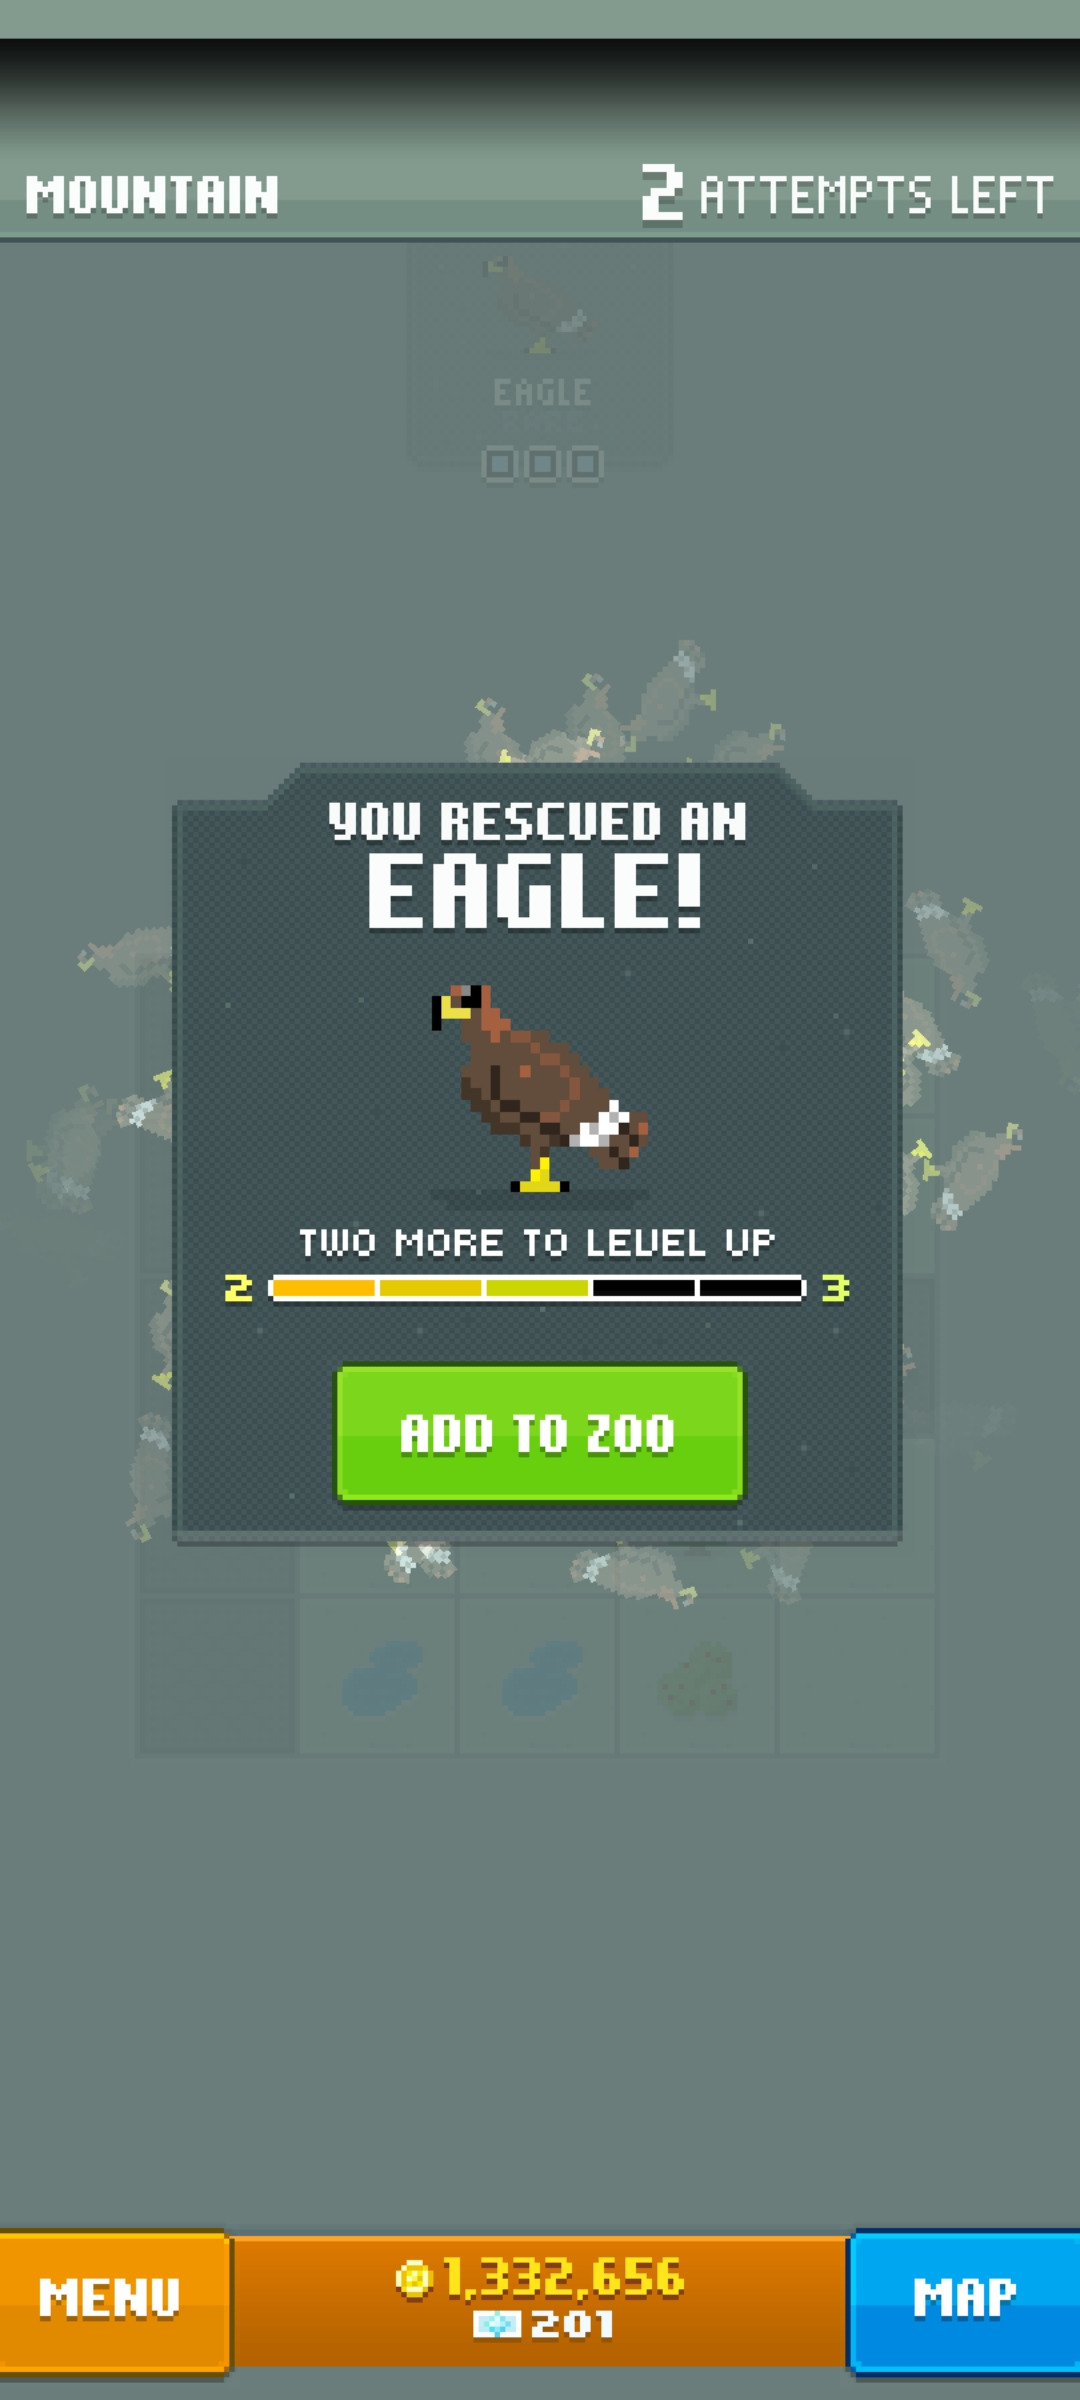 MOUNTAIN
2 ATTEMPTS LEFT
EAGLE
YOU RESCUED AN
EAGLE!
TWO MORE TO LEVEL UP
2 3
ADD TO ZOO
MENU
1,332,656
201
MAP